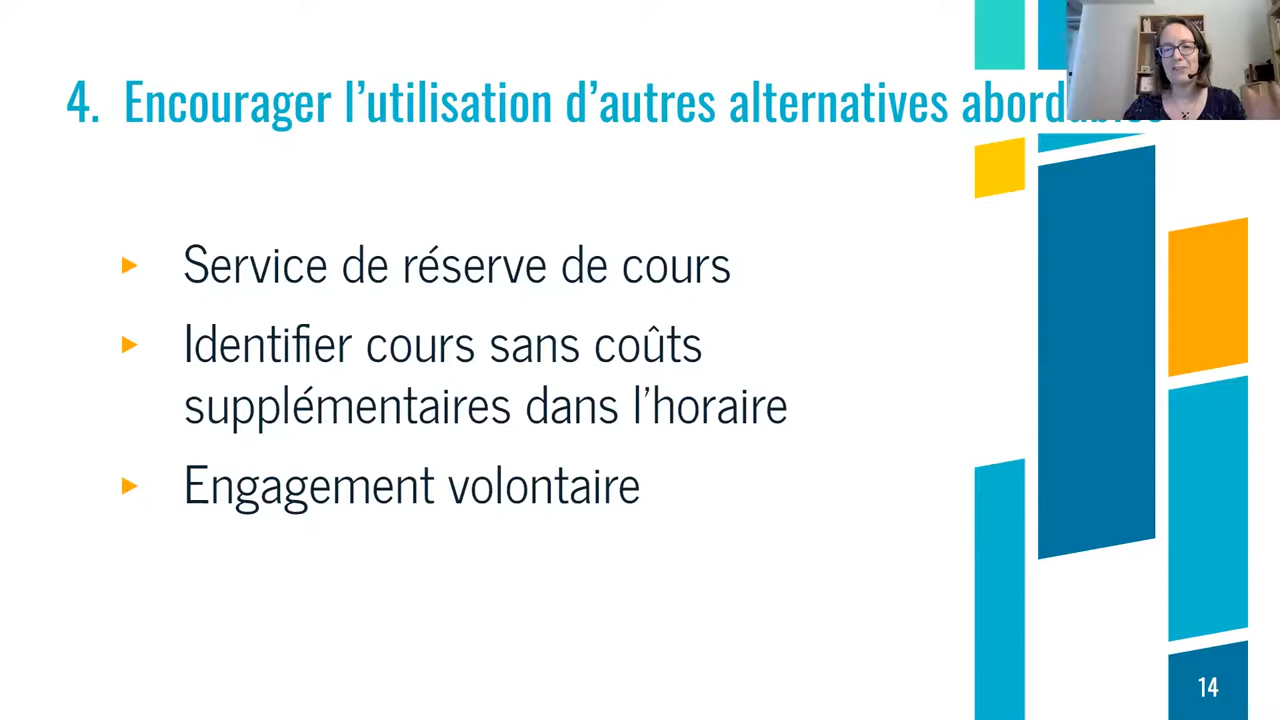 4. Encourager l’utilisation d’autres alternatives
Service de réserve de cours
Identifier cours sans coûts
supplémentaires dans l’horaire
Engagement volontaire
14